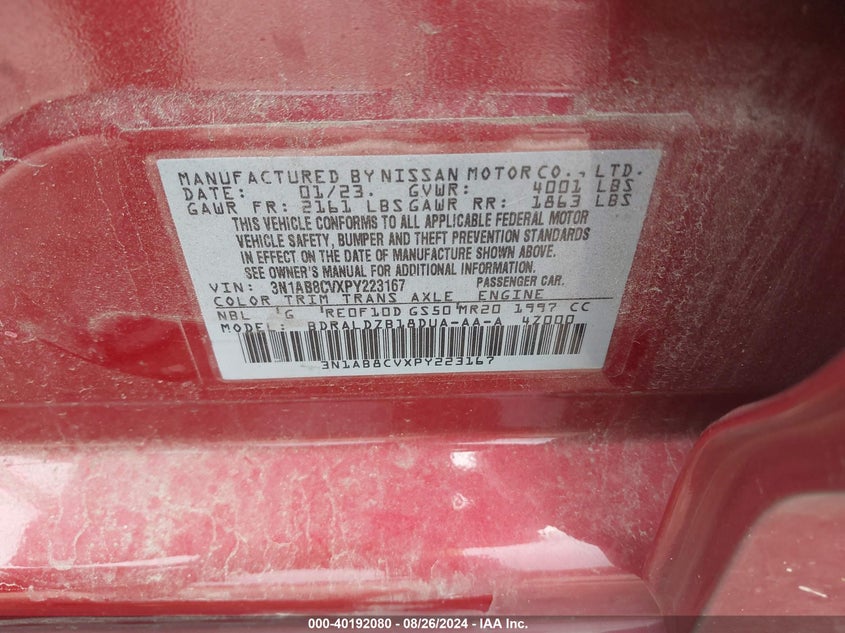 MANUFACTURED BY NISSAN MOTOR CO., LTD.
DATE: 01/23. GVWR: 4001 LBS
GAWR FR: 2161 LBS GAWR RR: 1863 LBS
THIS VEHICLE CONFORMS TO ALL APPLICABLE FEDERAL MOTOR
VEHICLE SAFETY, BUMPER AND THEFT PREVENTION STANDARDS
IN EFFECT ON THE DATE OF MANUFACTURE SHOWN ABOVE.
SEE OWNER'S MANUAL FOR ADDITIONAL INFORMATION.
VIN: 3N1AB8CVXPY223167 PASSENGER CAR.
COLOR TRIM TRANS AXLE ENGINE
NBL G RE0F10D GS50 MR20 1997 CC
MODEL: BDRALDZB18DUA-AA-A 47000
3N1AB8CVXPY223167
000-40192080 - 08/26/2024 - IAA Inc.